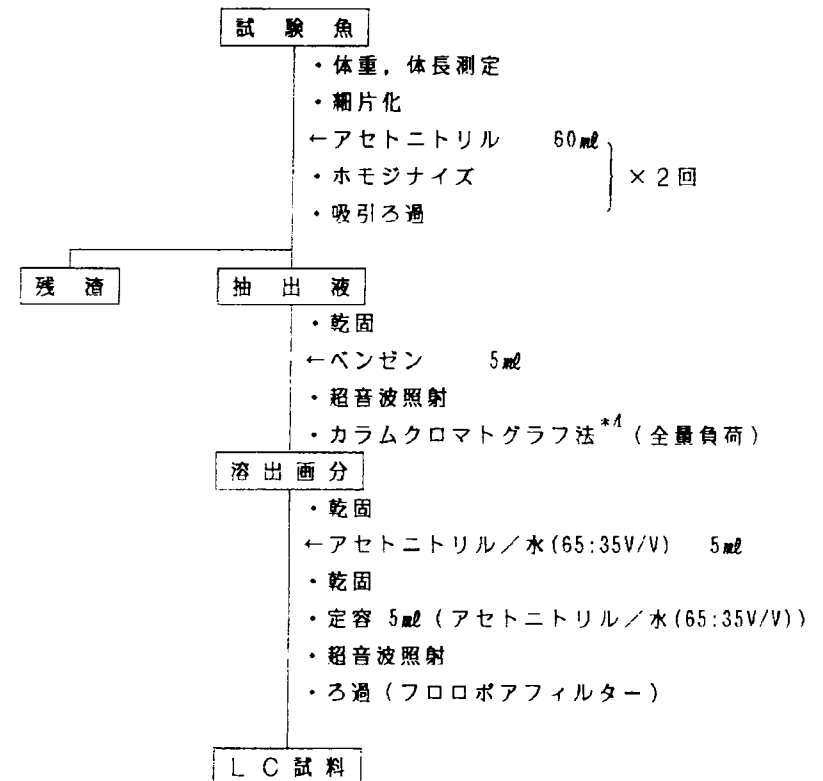 試験魚
・体重，体長測定
・細片化
←アセトニトリル 60㎖
・ホモジナイズ ×２回
・吸引ろ過
残渣 抽出液
・乾固
←ベンゼン 5㎖
・超音波照射
・カラムクロマトグラフ法*1（全量負荷）
溶出画分
・乾固
←アセトニトリル／水(65:35V/V) 5㎖
・乾固
・定容 5㎖（アセトニトリル／水(65:35V/V)）
・超音波照射
・ろ過（フロロポアフィルター）
ＬＣ試料